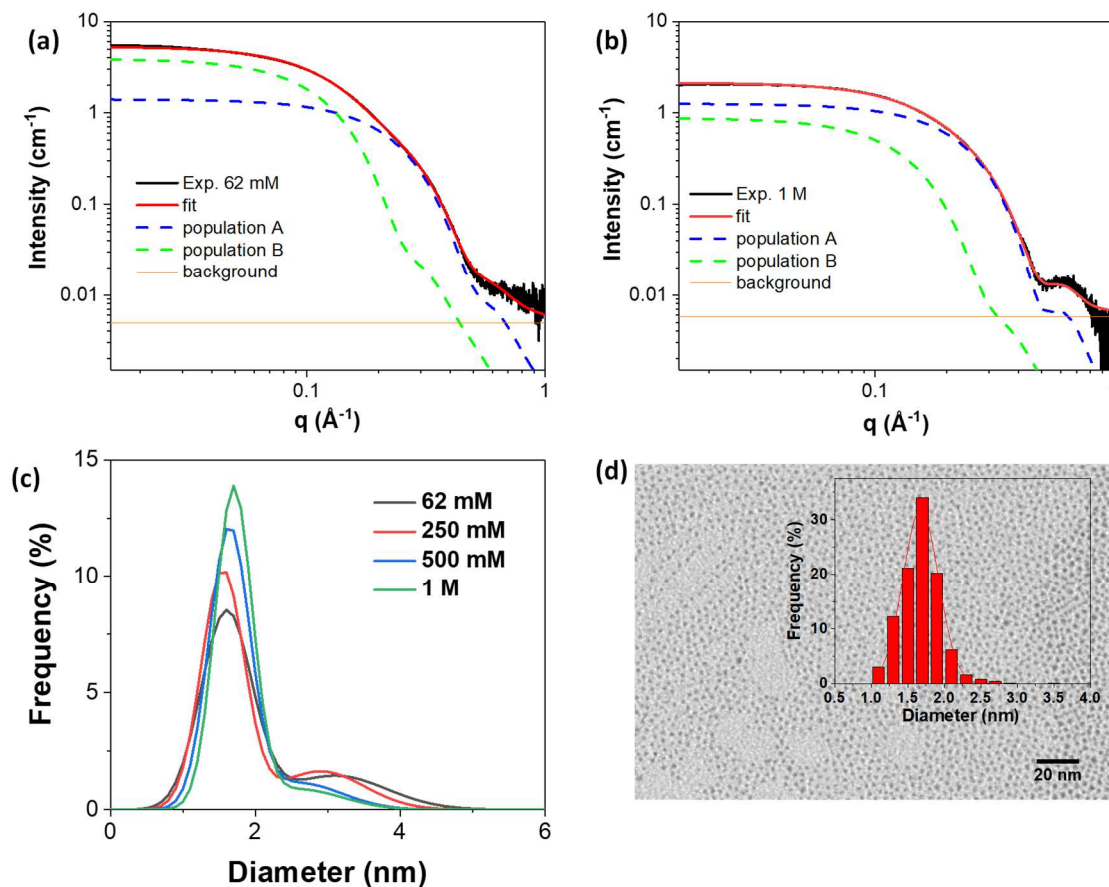 (a)
10
1
0.1
0.01
Intensity (cm⁻¹)
Exp. 62 mM
fit
population A
population B
background
0.1
1
q (Å⁻¹)
(b)
10
1
0.1
0.01
Intensity (cm⁻¹)
Exp. 1 M
fit
population A
population B
background
0.1
q (Å⁻¹)
(c)
15
10
5
0
Frequency (%)
62 mM
250 mM
500 mM
1 M
0 2 4 6
Diameter (nm)
(d)
30
20
10
0
Frequency (%)
0.5 1.0 1.5 2.0 2.5 3.0 3.5 4.0
Diameter (nm)
20 nm